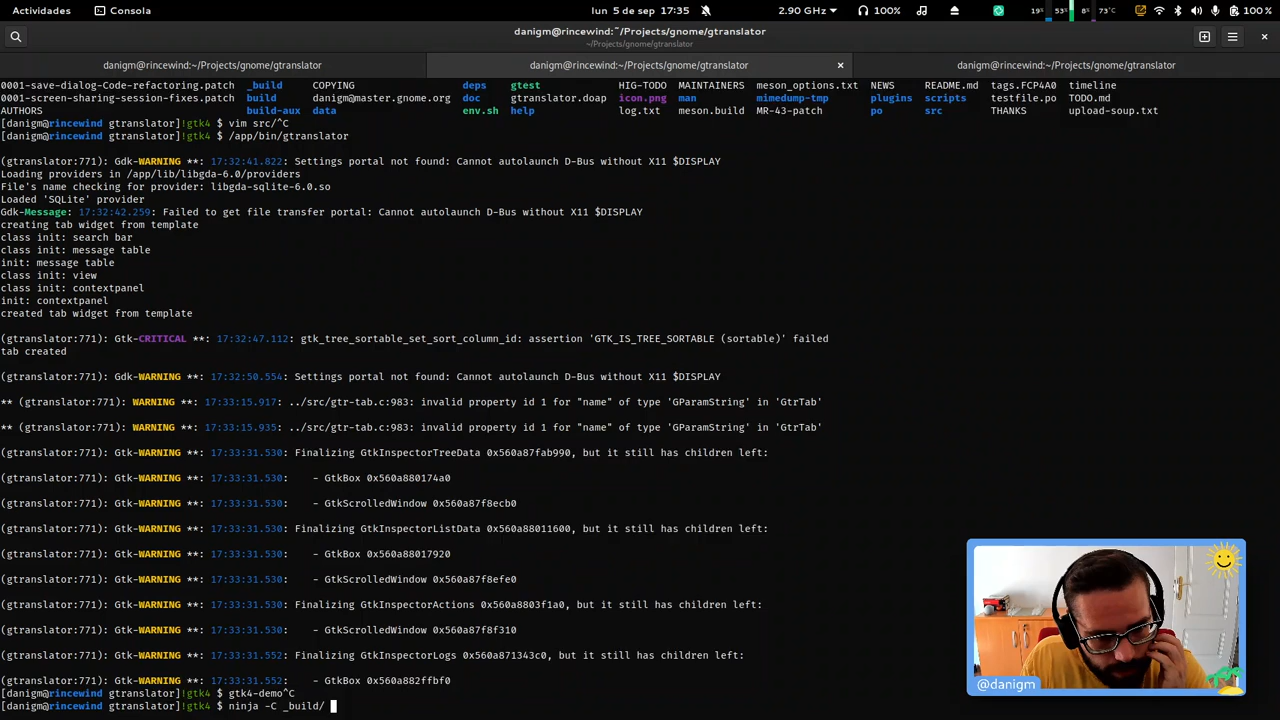 Actividades Consola lun 5 de sep 17:35 2.90 GHz 100% 19% 53% 8% 73°C 100 %
danigm@rincewind:~/Projects/gnome/gtranslator
~/Projects/gnome/gtranslator
danigm@rincewind:~/Projects/gnome/gtranslator danigm@rincewind:~/Projects/gnome/gtranslator danigm@rincewind:~/Projects/gnome/gtranslator
0001-save-dialog-Code-refactoring.patch _build COPYING deps gtest HIG-TODO MAINTAINERS meson_options.txt NEWS README.md tags.FCP4A0 timeline
0001-screen-sharing-session-fixes.patch build danigm@master.gnome.org doc gtranslator.doap icon.png man mimedump-tmp plugins scripts testfile.po TODO.md
AUTHORS build-aux data env.sh help log.txt meson.build MR-43-patch po src THANKS upload-soup.txt
[danigm@rincewind gtranslator]!gtk4 $ vim src/^C
[danigm@rincewind gtranslator]!gtk4 $ /app/bin/gtranslator
(gtranslator:771): Gdk-WARNING **: 17:32:41.822: Settings portal not found: Cannot autolaunch D-Bus without X11 $DISPLAY
Loading providers in /app/lib/libgda-6.0/providers
File's name checking for provider: libgda-sqlite-6.0.so
Loaded 'SQLite' provider
Gdk-Message: 17:32:42.259: Failed to get file transfer portal: Cannot autolaunch D-Bus without X11 $DISPLAY
creating tab widget from template
class init: search bar
class init: message table
init: message table
class init: view
class init: contextpanel
init: contextpanel
created tab widget from template
(gtranslator:771): Gtk-CRITICAL **: 17:32:47.112: gtk_tree_sortable_set_sort_column_id: assertion 'GTK_IS_TREE_SORTABLE (sortable)' failed
tab created
(gtranslator:771): Gdk-WARNING **: 17:32:50.554: Settings portal not found: Cannot autolaunch D-Bus without X11 $DISPLAY
** (gtranslator:771): WARNING **: 17:33:15.917: ../src/gtr-tab.c:983: invalid property id 1 for "name" of type 'GParamString' in 'GtrTab'
** (gtranslator:771): WARNING **: 17:33:15.935: ../src/gtr-tab.c:983: invalid property id 1 for "name" of type 'GParamString' in 'GtrTab'
(gtranslator:771): Gtk-WARNING **: 17:33:31.530: Finalizing GtkInspectorTreeData 0x560a87fab990, but it still has children left:
(gtranslator:771): Gtk-WARNING **: 17:33:31.530: - GtkBox 0x560a880174a0
(gtranslator:771): Gtk-WARNING **: 17:33:31.530: - GtkScrolledWindow 0x560a87f8ecb0
(gtranslator:771): Gtk-WARNING **: 17:33:31.530: Finalizing GtkInspectorListData 0x560a88011600, but it still has children left:
(gtranslator:771): Gtk-WARNING **: 17:33:31.530: - GtkBox 0x560a88017920
(gtranslator:771): Gtk-WARNING **: 17:33:31.530: - GtkScrolledWindow 0x560a87f8efe0
(gtranslator:771): Gtk-WARNING **: 17:33:31.530: Finalizing GtkInspectorActions 0x560a8803f1a0, but it still has children left:
(gtranslator:771): Gtk-WARNING **: 17:33:31.530: - GtkScrolledWindow 0x560a87f8f310
(gtranslator:771): Gtk-WARNING **: 17:33:31.552: Finalizing GtkInspectorLogs 0x560a871343c0, but it still has children left:
(gtranslator:771): Gtk-WARNING **: 17:33:31.552: - GtkBox 0x560a882ffbf0
[danigm@rincewind gtranslator]!gtk4 $ gtk4-demo^C
[danigm@rincewind gtranslator]!gtk4 $ ninja -C _build/
@danigm